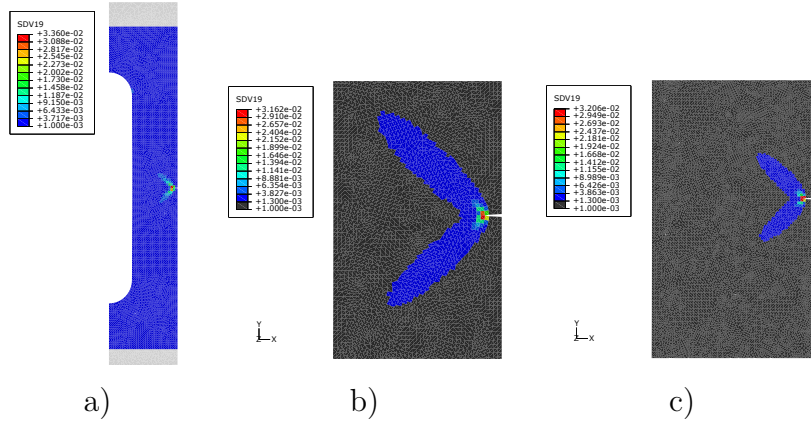 SDV19
+3.360e-02
+3.088e-02
+2.817e-02
+2.545e-02
+2.273e-02
+2.002e-02
+1.730e-02
+1.458e-02
+1.187e-02
+9.150e-03
+6.433e-03
+3.717e-03
+1.000e-03
SDV19
+3.162e-02
+2.910e-02
+2.657e-02
+2.404e-02
+2.152e-02
+1.899e-02
+1.646e-02
+1.394e-02
+1.141e-02
+8.881e-03
+6.354e-03
+3.827e-03
+1.300e-03
+1.000e-03
SDV19
+3.206e-02
+2.949e-02
+2.693e-02
+2.437e-02
+2.181e-02
+1.924e-02
+1.668e-02
+1.412e-02
+1.155e-02
+8.989e-03
+6.426e-03
+3.863e-03
+1.300e-03
+1.000e-03
Y
Z X
Y
Z X
a)
b)
c)